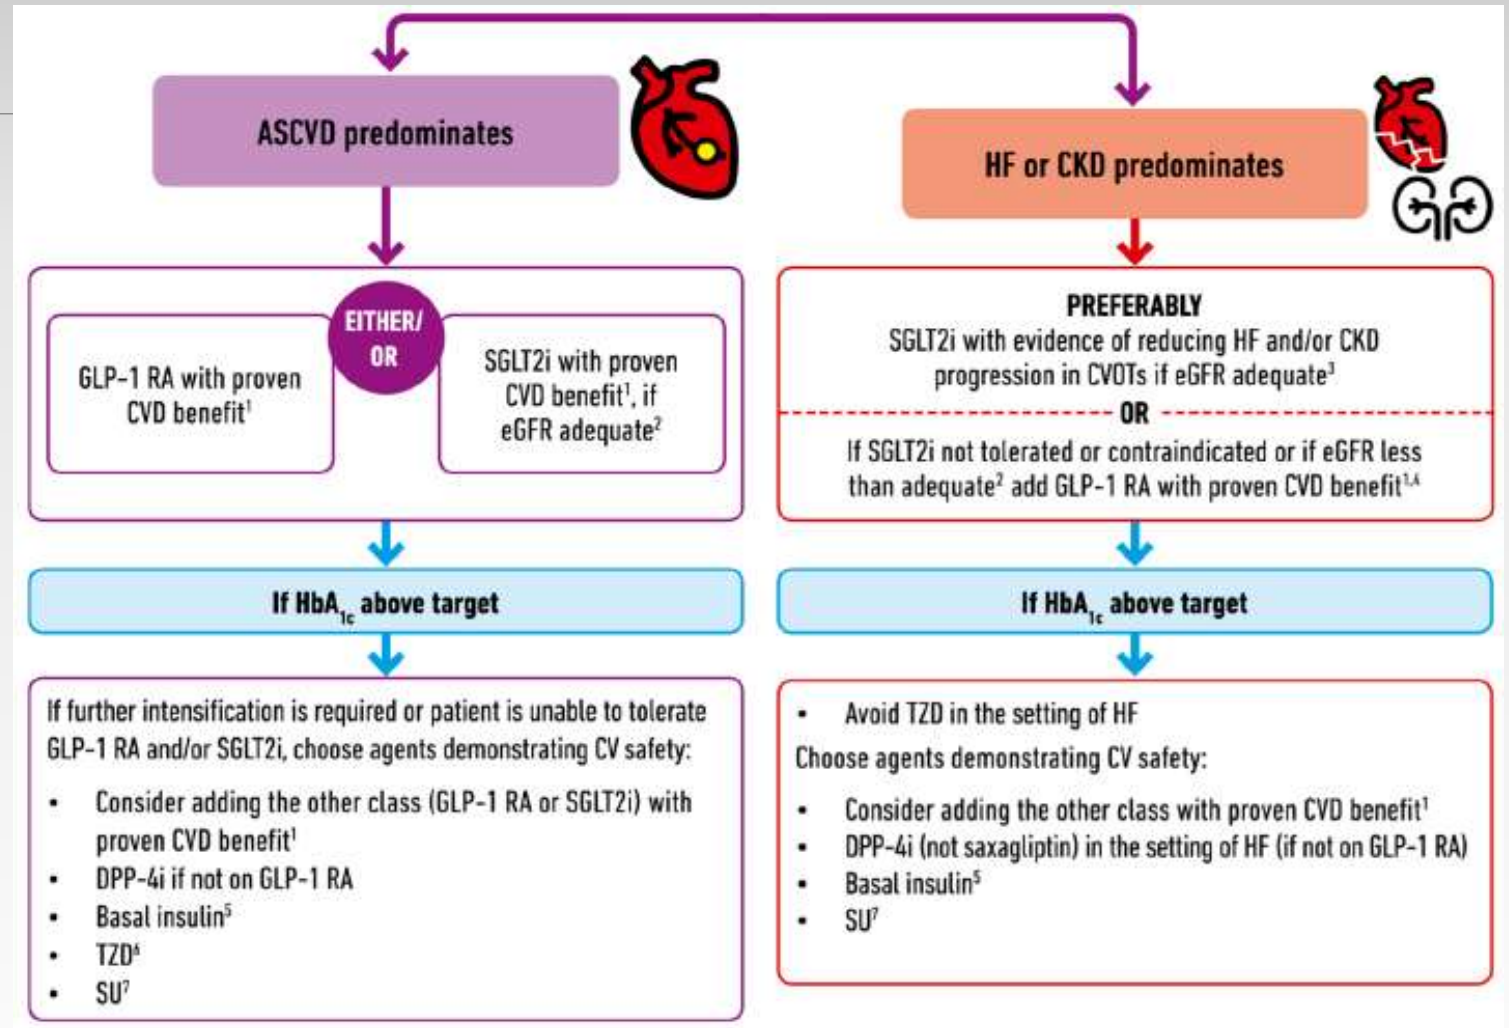 ASCVD predominates
EITHER/
OR
GLP-1 RA with proven
CVD benefit¹
SGLT2i with proven
CVD benefit¹, if
eGFR adequate²
If HbA₁c above target
If further intensification is required or patient is unable to tolerate
GLP-1 RA and/or SGLT2i, choose agents demonstrating CV safety:
• Consider adding the other class (GLP-1 RA or SGLT2i) with
proven CVD benefit¹
• DPP-4i if not on GLP-1 RA
• Basal insulin⁵
• TZD⁶
• SU⁷
HF or CKD predominates
PREFERABLY
SGLT2i with evidence of reducing HF and/or CKD
progression in CVOTs if eGFR adequate³
OR
If SGLT2i not tolerated or contraindicated or if eGFR less
than adequate² add GLP-1 RA with proven CVD benefit¹,⁴
If HbA₁c above target
• Avoid TZD in the setting of HF
Choose agents demonstrating CV safety:
• Consider adding the other class with proven CVD benefit¹
• DPP-4i (not saxagliptin) in the setting of HF (if not on GLP-1 RA)
• Basal insulin⁵
• SU⁷